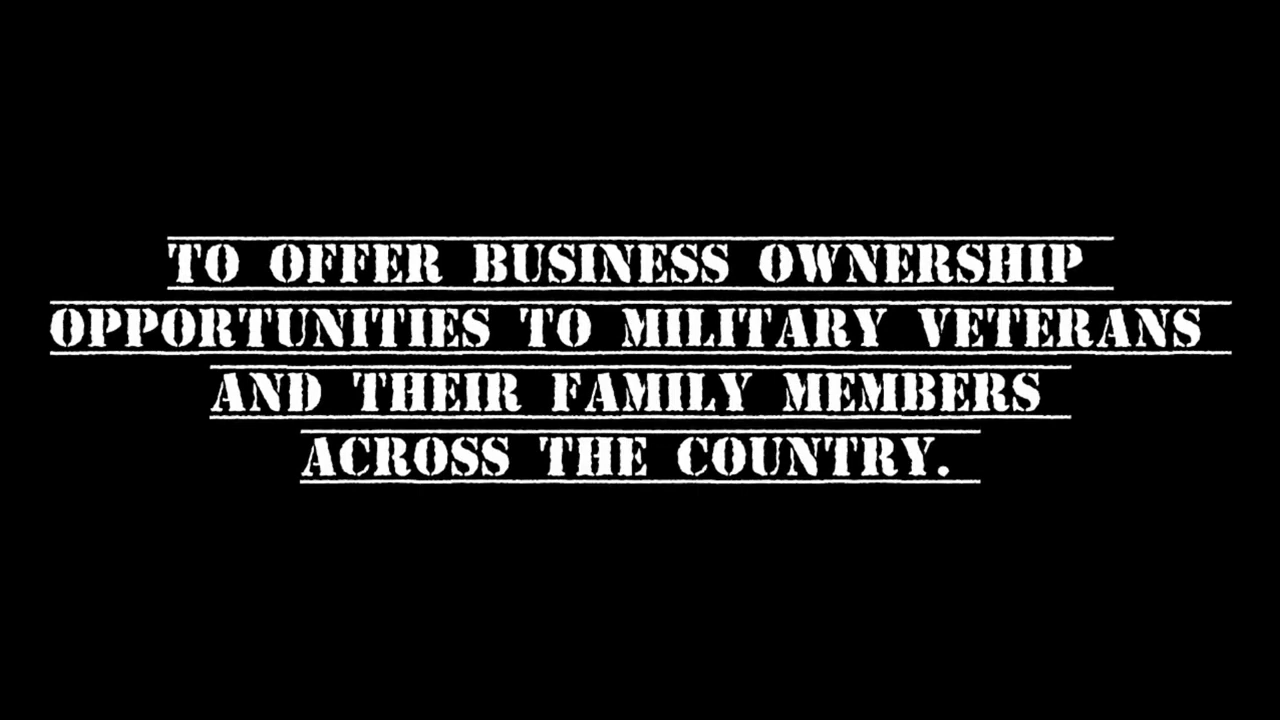 TO OFFER BUSINESS OWNERSHIP
OPPORTUNITIES TO MILITARY VETERANS
AND THEIR FAMILY MEMBERS
ACROSS THE COUNTRY.